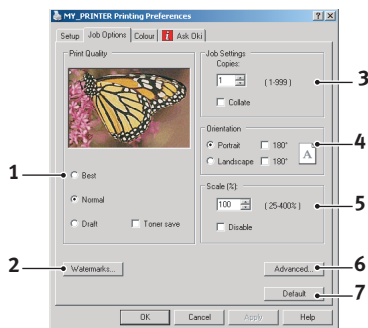 MY_PRINTER Printing Preferences
Setup Job Options Colour Ask Oki
Print Quality
Job Settings
Copies:
1 (1-999)
3
Collate
Orientation
Portrait 180°
4
Landscape 180°
A
1
Best
Normal
Draft Toner save
Scale (%):
100 (25-400%)
5
Disable
2
Watermarks...
Advanced...
6
Default
7
OK Cancel Apply Help